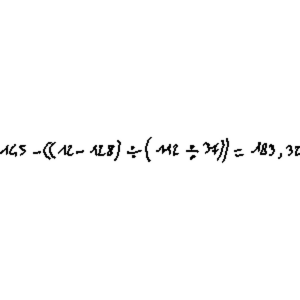 145 - ((12 - 128) ÷ (112 ÷ 37)) = 183,32